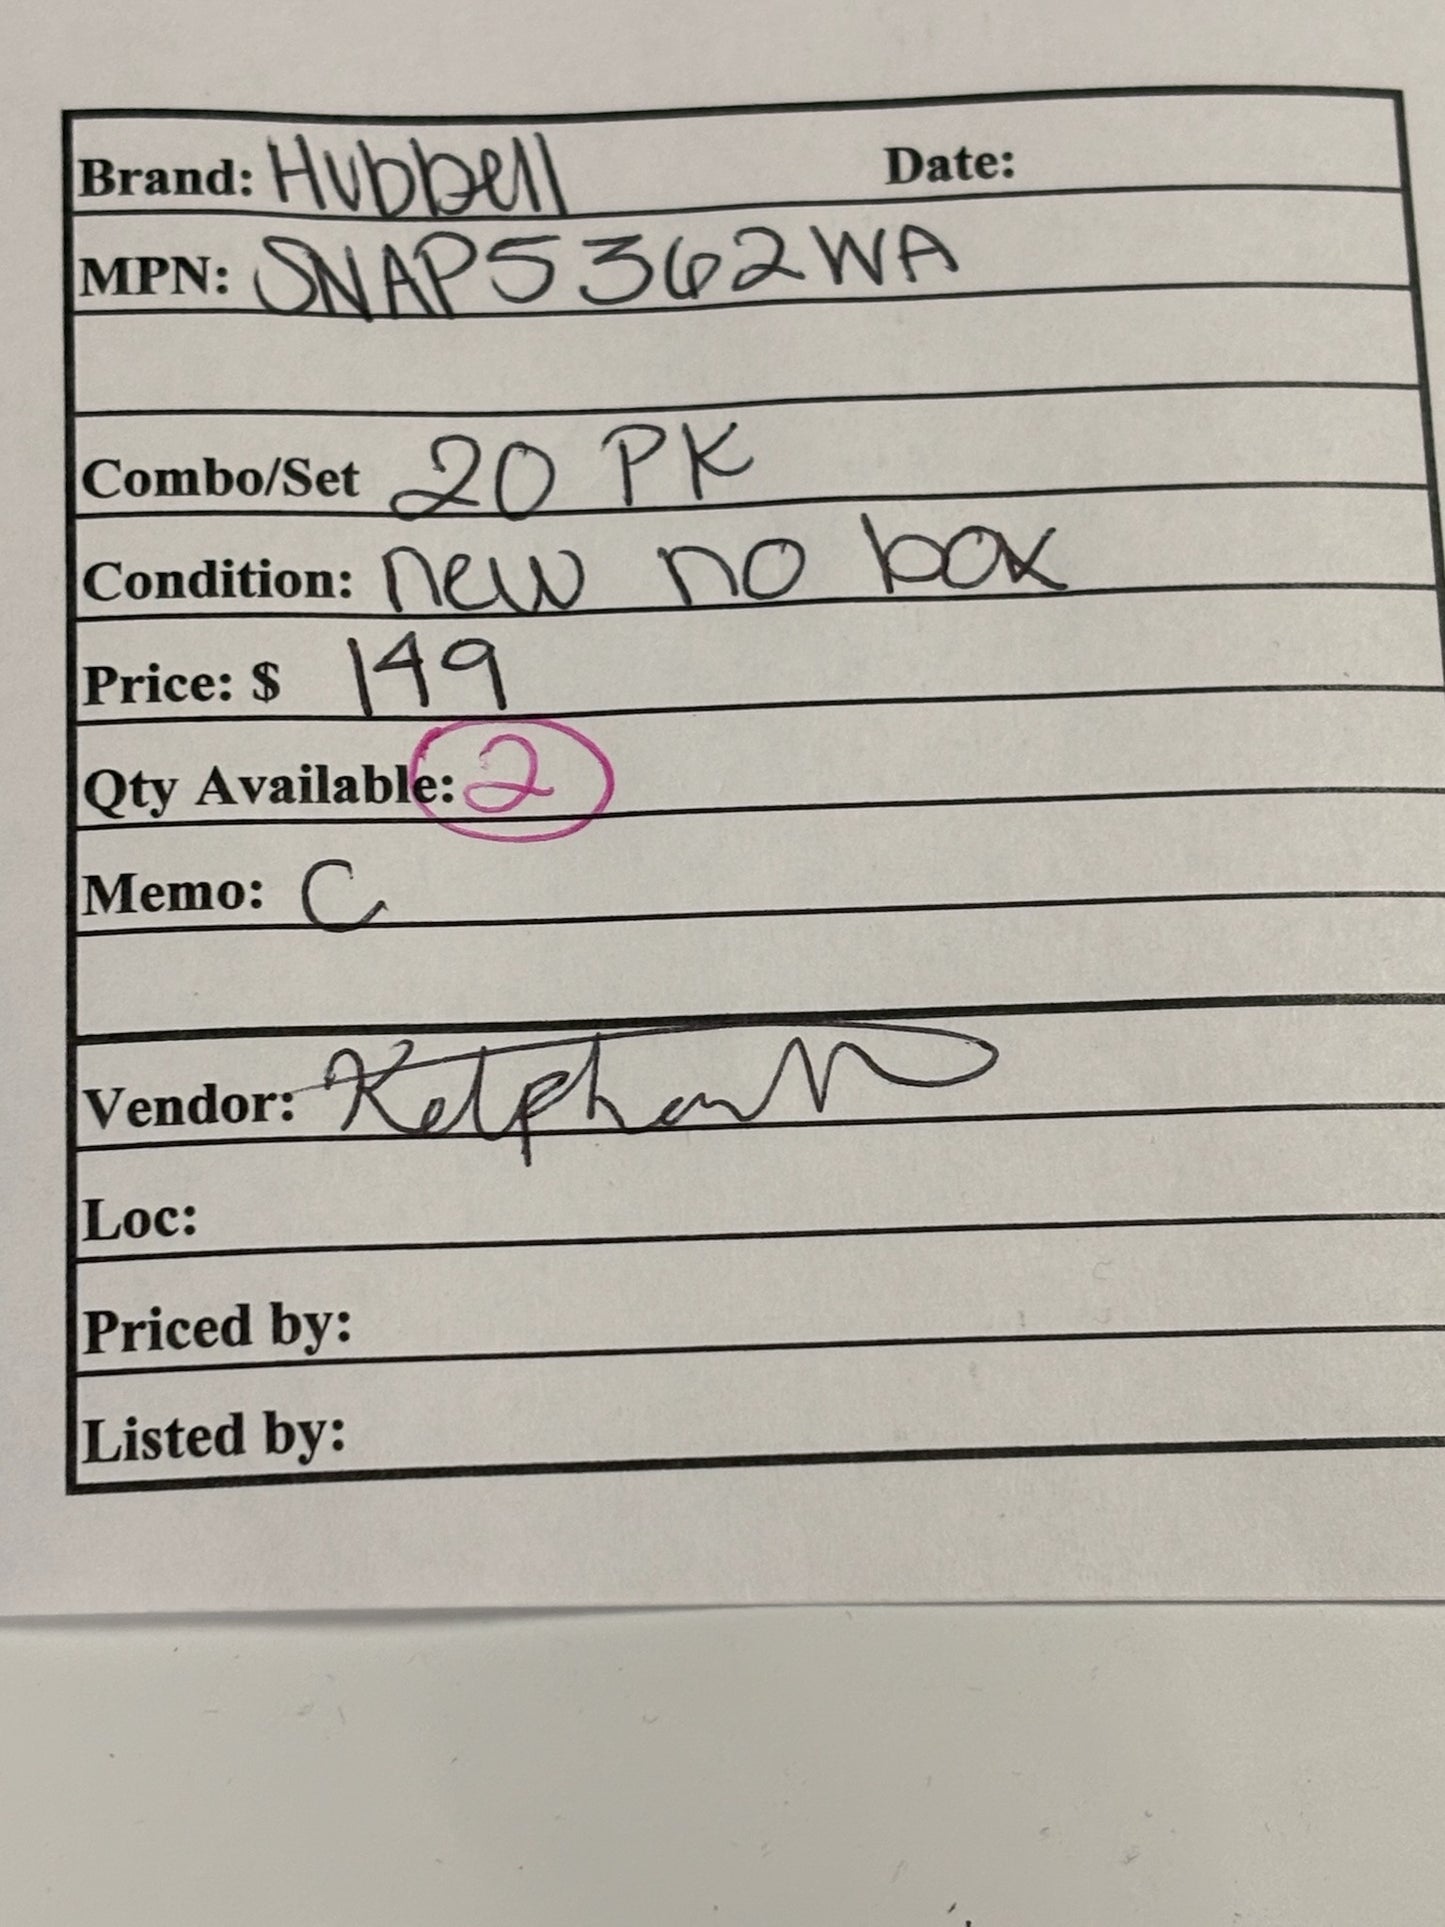 Brand: Hubbell Date:
MPN: SNAP5362WA
Combo/Set 20 PK
Condition: new no box
Price: $ 149
Qty Available: 2
Memo: C
Vendor:
Loc:
Priced by:
Listed by: